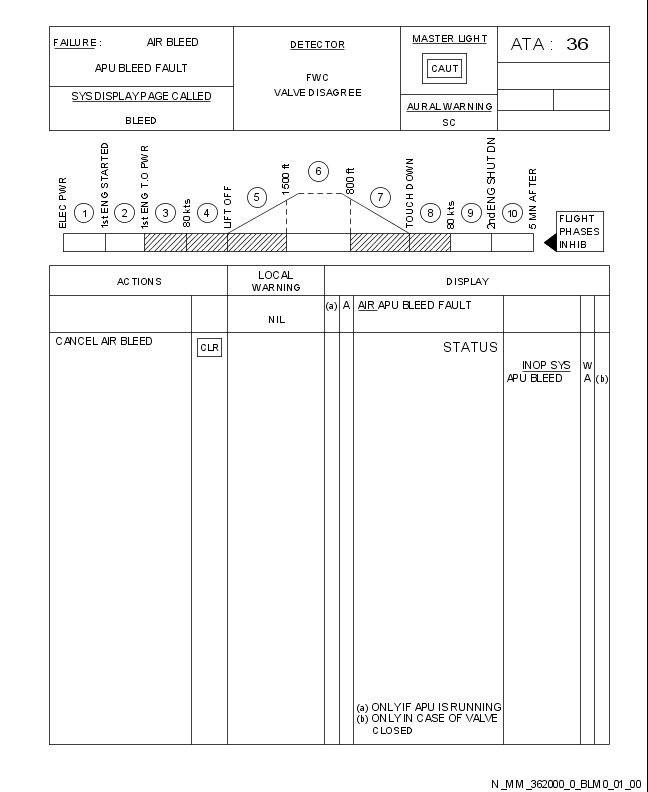 FAILURE : AIR BLEED
APU BLEED FAULT
SYS DISPLAY PAGE CALLED
BLEED
DETECTOR
FWC
VALVE DISAGREE
MASTER LIGHT
CAUT
AURAL WARNING
SC
ATA : 36
ELEC PWR
1
1st ENG STARTED
2
1st ENG T.O PWR
3
80 kts
4
LIFT OFF
5
1500 ft
6
800 ft
7
TOUCH DOWN
8
80 kts
9
2nd ENG SHUT DN
10
5 MN AFTER
FLIGHT
PHASES
INHIB
ACTIONS
LOCAL
WARNING
DISPLAY
NIL
(a) A AIR APU BLEED FAULT
CANCEL AIR BLEED
CLR
STATUS
INOP SYS W
APU BLEED A (b)
(a) ONLY IF APU IS RUNNING
(b) ONLY IN CASE OF VALVE
CLOSED
N_MM_362000_0_BLM0_01_00